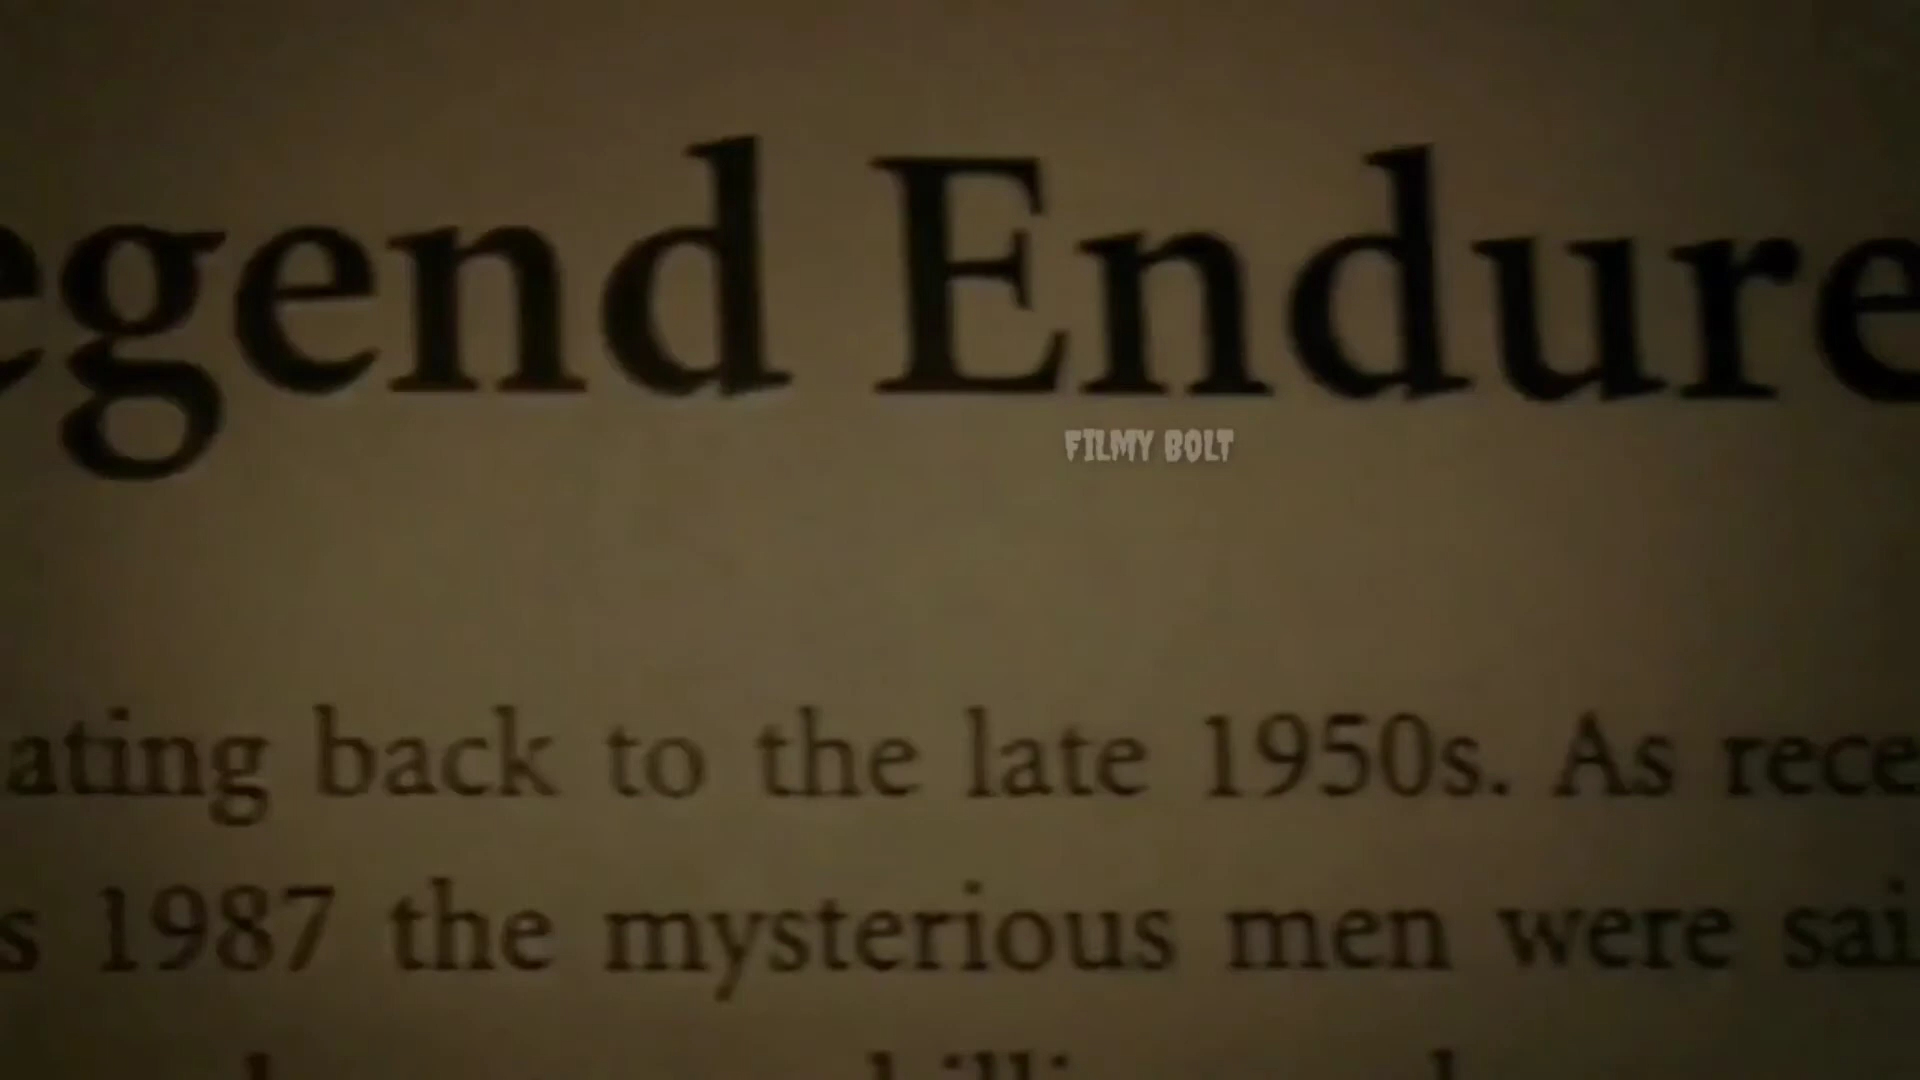 egend Endure
FILMY BOLT
ating back to the late 1950s. As rece
s 1987 the mysterious men were sai